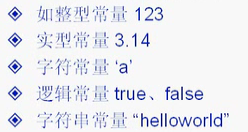 如整型常量 123
实型常量 3.14
字符常量 ‘a’
逻辑常量 true、false
字符串常量 “helloworld”